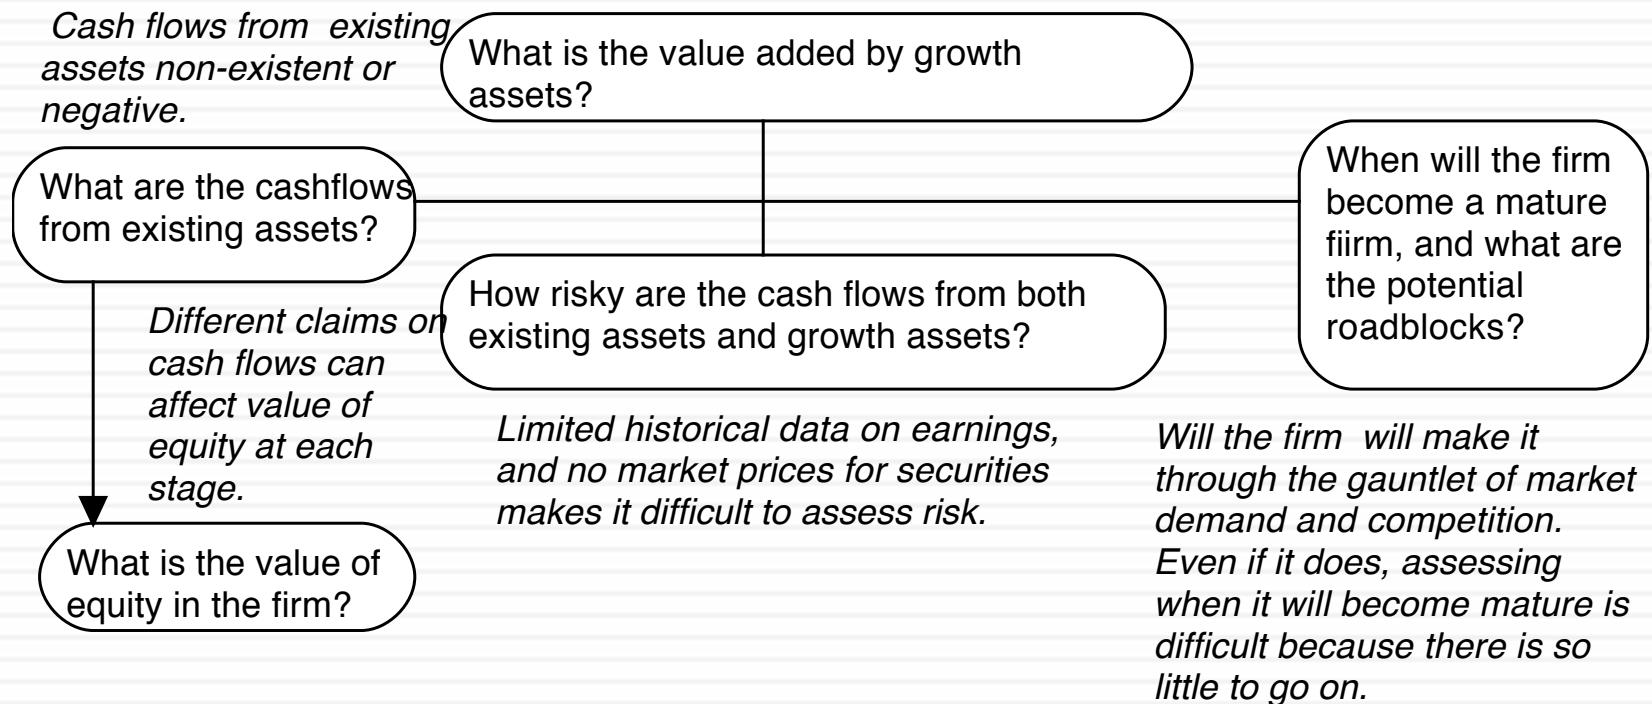 Cash flows from  existing
assets non-existent or
negative.
What is the value added by growth
assets?
What are the cashflows
from existing assets?
When will the firm
become a mature
fiirm, and what are
the potential
roadblocks?
Different claims on
cash flows can
affect value of
equity at each
stage.
How risky are the cash flows from both
existing assets and growth assets?
Limited historical data on earnings,
and no market prices for securities
makes it difficult to assess risk.
Will the firm  will make it
through the gauntlet of market
demand and competition.
Even if it does, assessing
when it will become mature is
difficult because there is so
little to go on.
What is the value of
equity in the firm?